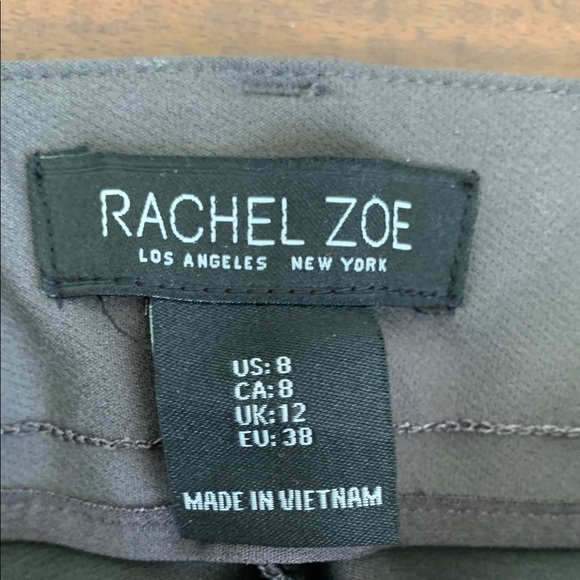 RACHEL ZOE
LOS ANGELES NEW YORK
US: 8
CA: 8
UK: 12
EU: 38
MADE IN VIETNAM